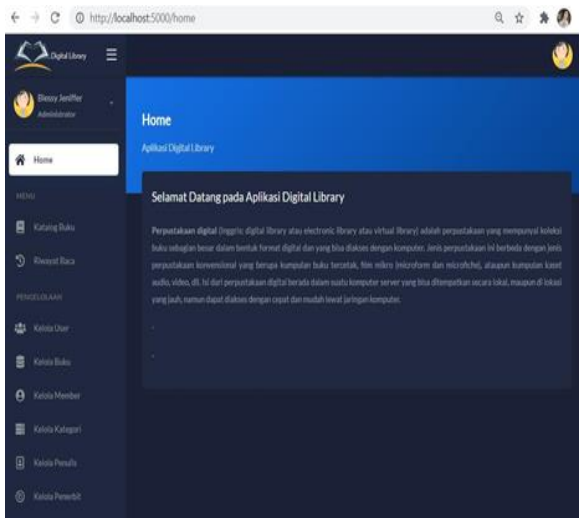 http://localhost:5000/home
Digital Library
Blessy Jeniffer
Administrator
Home
MENU
Katalog Buku
Riwayat Baca
PENGELOLAAN
Kelola User
Kelola Buku
Kelola Member
Kelola Kategori
Kelola Penulis
Kelola Penerbit
Home
Aplikasi Digital Library
Selamat Datang pada Aplikasi Digital Library
Perpustakaan digital (Inggris: digital library atau electronic library atau virtual library) adalah perpustakaan yang mempunyai koleksi
buku sebagian besar dalam bentuk format digital dan yang bisa diakses dengan komputer. Jenis perpustakaan ini berbeda dengan jenis
perpustakaan konvensional yang berupa kumpulan buku tercetak, film mikro (microform dan microfiche), ataupun kumpulan kaset
audio, video, dll. Isi dari perpustakaan digital berada dalam suatu komputer server yang bisa ditempatkan secara lokal, maupun di lokasi
yang jauh, namun dapat diakses dengan cepat dan mudah lewat jaringan komputer.
.
.